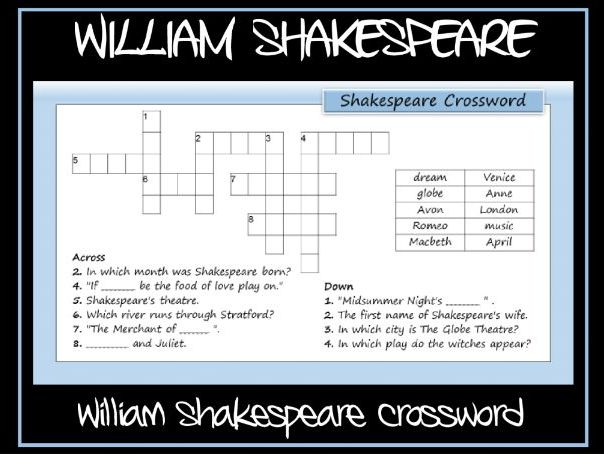 WILLIAM SHAKESPEARE
Shakespeare Crossword
1
2
3
4
5
6
7
8
dream Venice
globe Anne
Avon London
Romeo music
Macbeth April
Across
2. In which month was Shakespeare born?
4. "If _______ be the food of love play on."
5. Shakespeare's theatre.
6. Which river runs through Stratford?
7. "The Merchant of ______ ".
8. _________ and Juliet.
Down
1. "Midsummer Night's _______ " .
2. The first name of Shakespeare's wife.
3. In which city is The Globe Theatre?
4. In which play do the witches appear?
William Shakespeare crossword